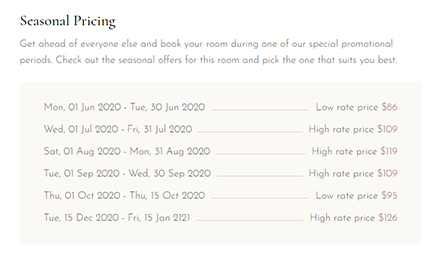 Seasonal Pricing
Get ahead of everyone else and book your room during one of our special promotional
periods. Check out the seasonal offers for this room and pick the one that suits you best.
Mon, 01 Jun 2020 - Tue, 30 Jun 2020 Low rate price $86
Wed, 01 Jul 2020 - Fri, 31 Jul 2020 High rate price $109
Sat, 01 Aug 2020 - Mon, 31 Aug 2020 High rate price $119
Tue, 01 Sep 2020 - Wed, 30 Sep 2020 High rate price $109
Thu, 01 Oct 2020 - Thu, 15 Oct 2020 Low rate price $95
Tue, 15 Dec 2020 - Fri, 15 Jan 2121 High rate price $126